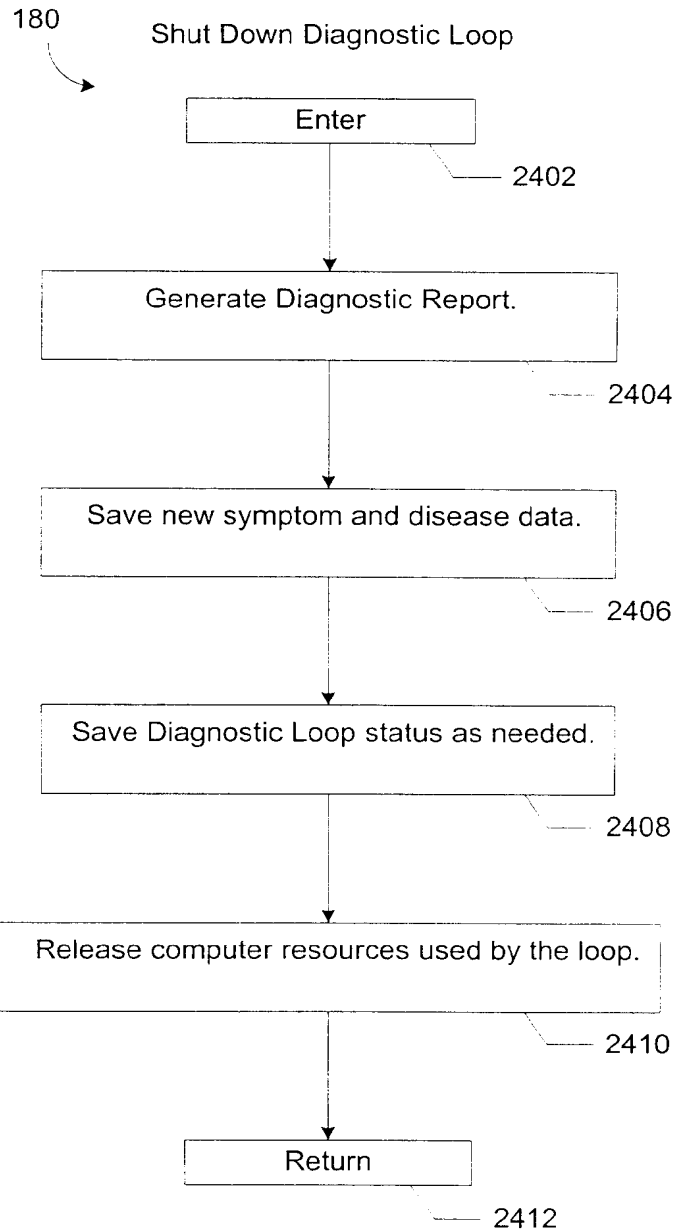 180
Shut Down Diagnostic Loop
Enter
2402
Generate Diagnostic Report.
2404
Save new symptom and disease data.
2406
Save Diagnostic Loop status as needed.
2408
Release computer resources used by the loop.
2410
Return
2412